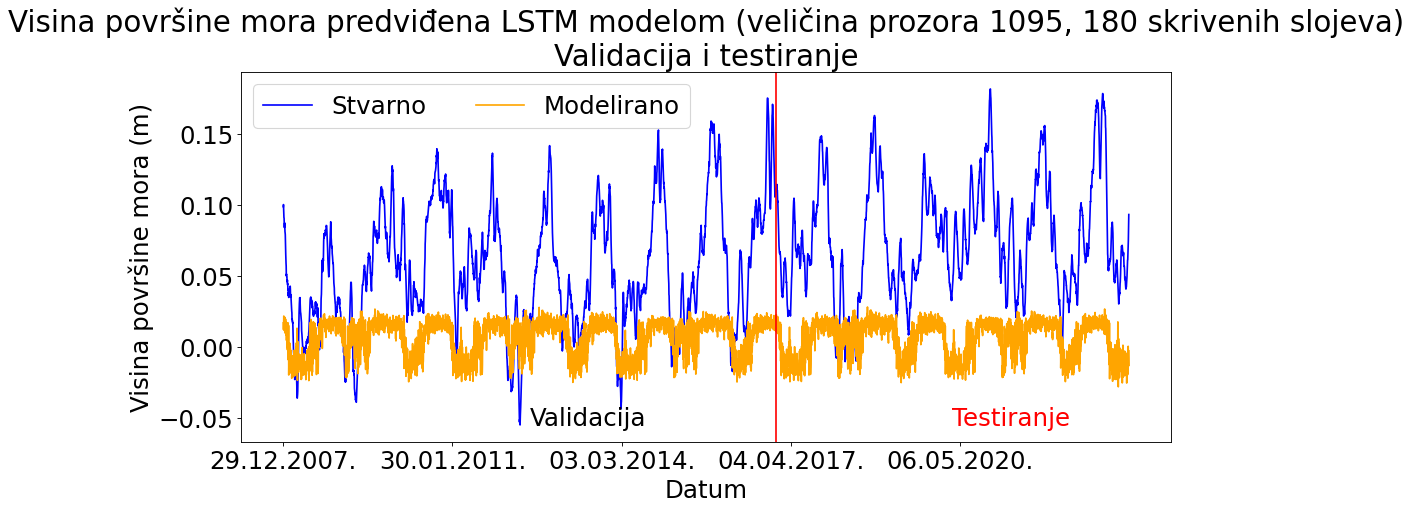 Visina površine mora predviđena LSTM modelom (veličina prozora 1095, 180 skrivenih slojeva)
Validacija i testiranje
Stvarno
Modelirano
Visina površine mora (m)
0.15
0.10
0.05
0.00
−0.05
Validacija
Testiranje
29.12.2007.
30.01.2011.
03.03.2014.
04.04.2017.
06.05.2020.
Datum